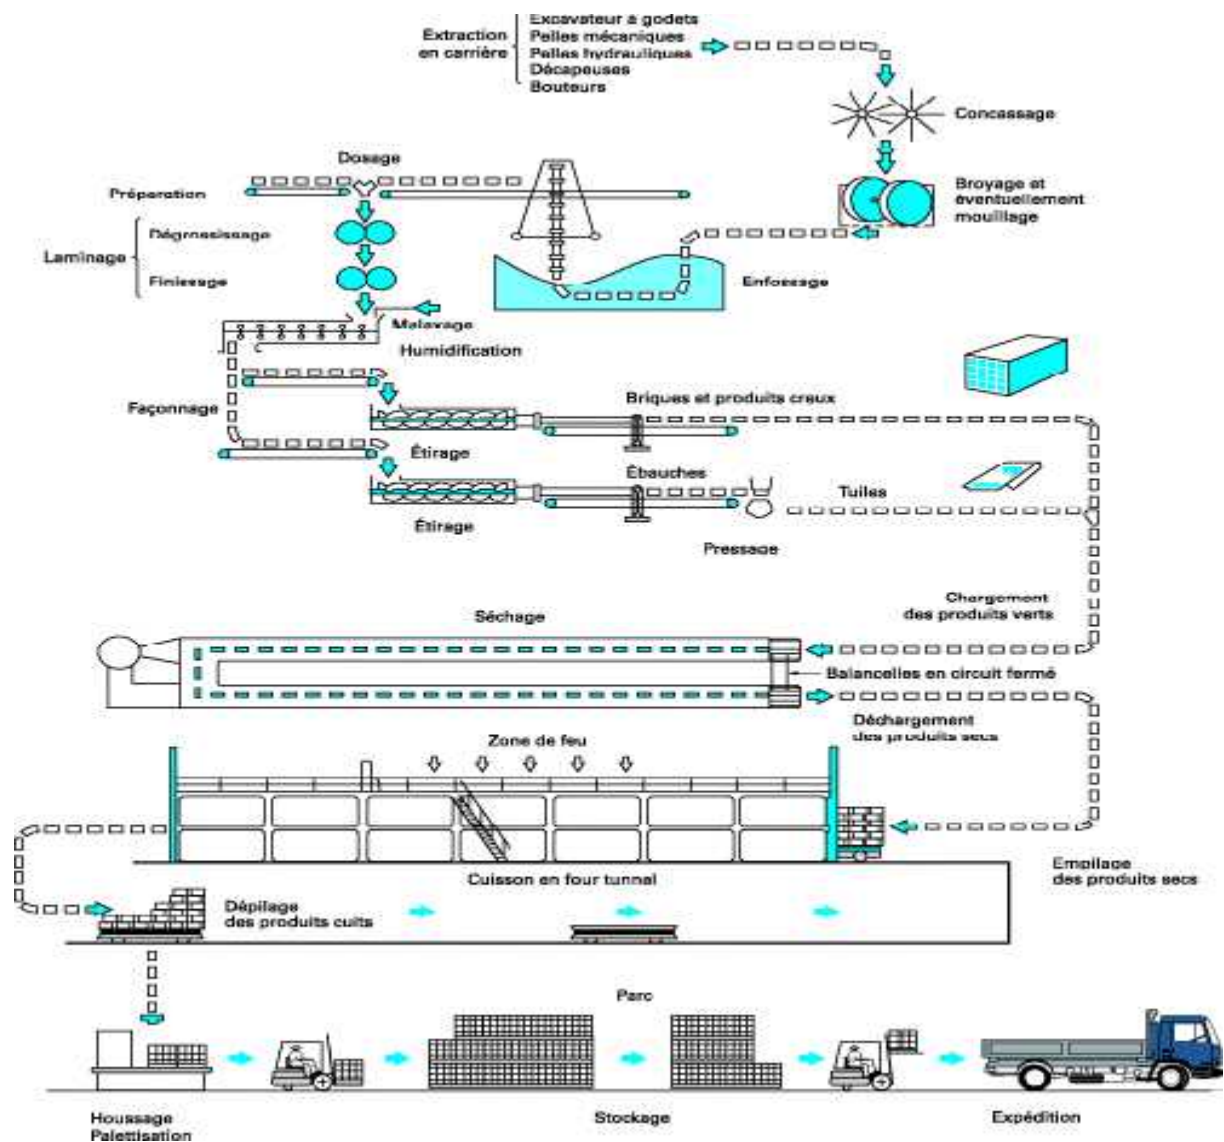 Excavateur à godets
Extraction
en carrière
Pelles mécaniques
Pelles hydrauliques
Décapeuses
Bouteurs
Concassage
Dosage
Préparation
Broyage et
éventuellement
mouillage
Dégrossissage
Laminage
Finissage
Enfossage
Malaxage
Humidification
Façonnage
Briques et produits creux
Étirage
Ébauches
Tuiles
Étirage
Pressage
Chargement
des produits verts
Séchage
Balancelles en circuit fermé
Déchargement
des produits secs
Zone de feu
Cuisson en four tunnel
Empilage
des produits secs
Dépilage
des produits cuits
Parc
Houssage
Palettisation
Stockage
Expédition